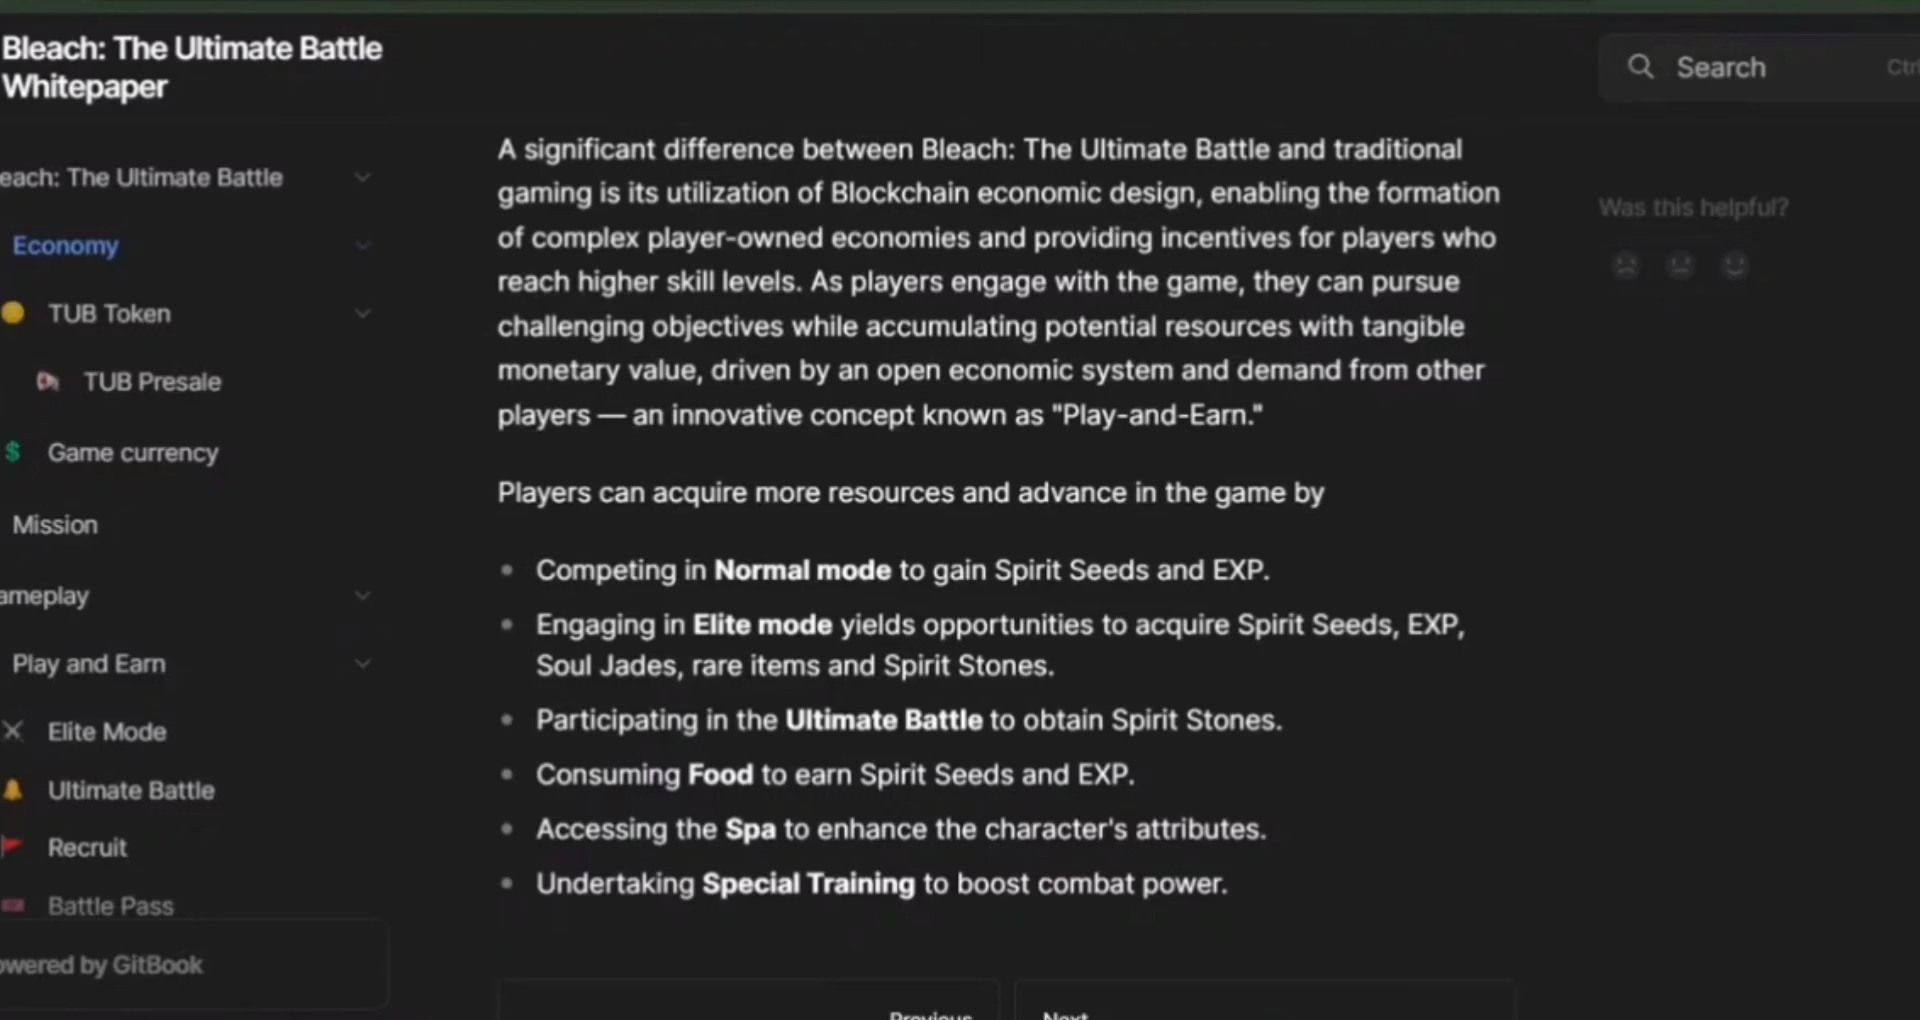 Bleach: The Ultimate Battle
Whitepaper
Search
Ctrl
each: The Ultimate Battle
Economy
TUB Token
TUB Presale
Game currency
Mission
ameplay
Play and Earn
Elite Mode
Ultimate Battle
Recruit
Battle Pass
owered by GitBook
A significant difference between Bleach: The Ultimate Battle and traditional
gaming is its utilization of Blockchain economic design, enabling the formation
of complex player-owned economies and providing incentives for players who
reach higher skill levels. As players engage with the game, they can pursue
challenging objectives while accumulating potential resources with tangible
monetary value, driven by an open economic system and demand from other
players — an innovative concept known as "Play-and-Earn."
Players can acquire more resources and advance in the game by
Competing in Normal mode to gain Spirit Seeds and EXP.
Engaging in Elite mode yields opportunities to acquire Spirit Seeds, EXP,
Soul Jades, rare items and Spirit Stones.
Participating in the Ultimate Battle to obtain Spirit Stones.
Consuming Food to earn Spirit Seeds and EXP.
Accessing the Spa to enhance the character's attributes.
Undertaking Special Training to boost combat power.
Previous
Next
Was this helpful?